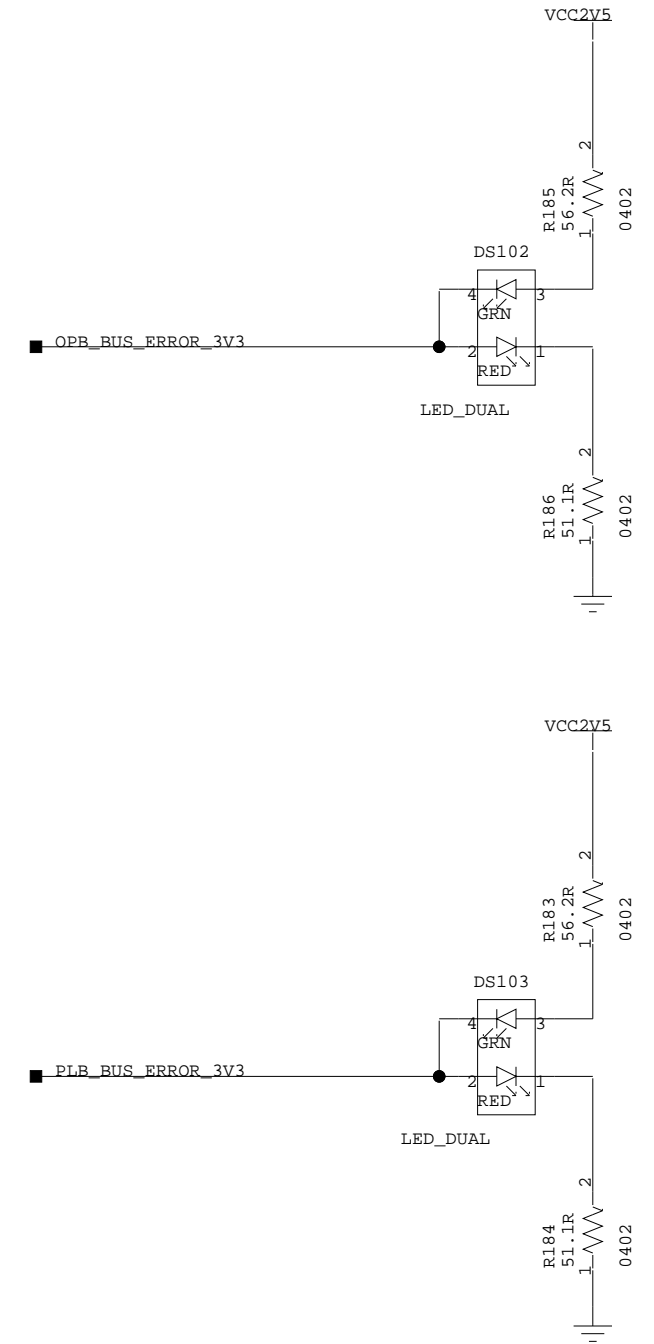 VCC2V5
2
R185
56.2R
0402
1
DS102
4
3
GRN
OPB_BUS_ERROR_3V3
2
1
RED
LED_DUAL
2
R186
51.1R
0402
1
VCC2V5
2
R183
56.2R
0402
1
DS103
4
3
GRN
PLB_BUS_ERROR_3V3
2
1
RED
LED_DUAL
2
R184
51.1R
0402
1